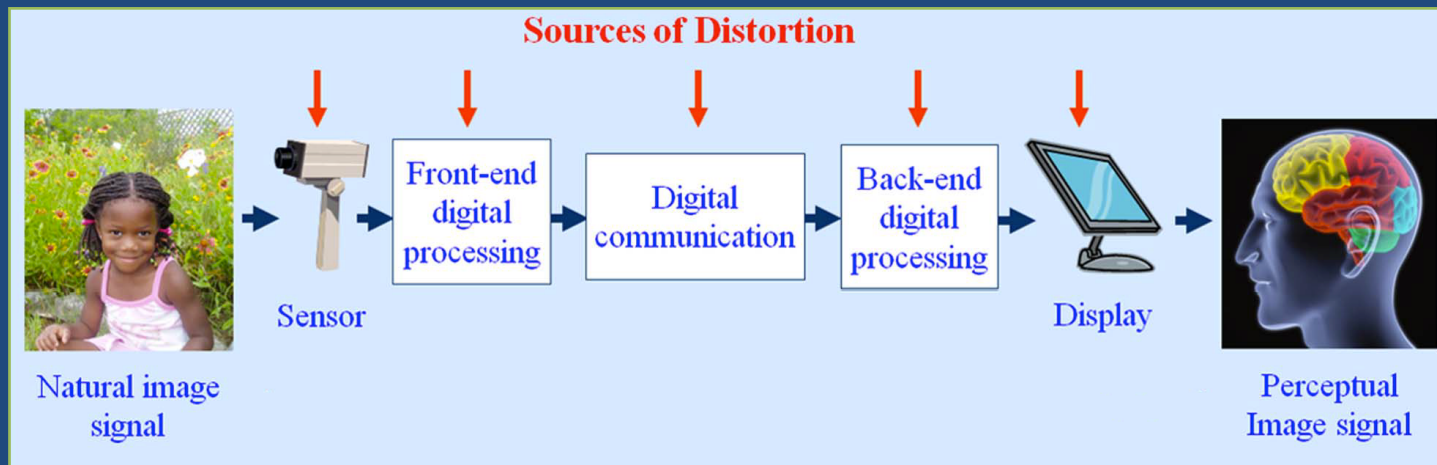 Sources of Distortion
Front-end
digital
processing
Digital
communication
Back-end
digital
processing
Sensor
Display
Natural image
signal
Perceptual
Image signal